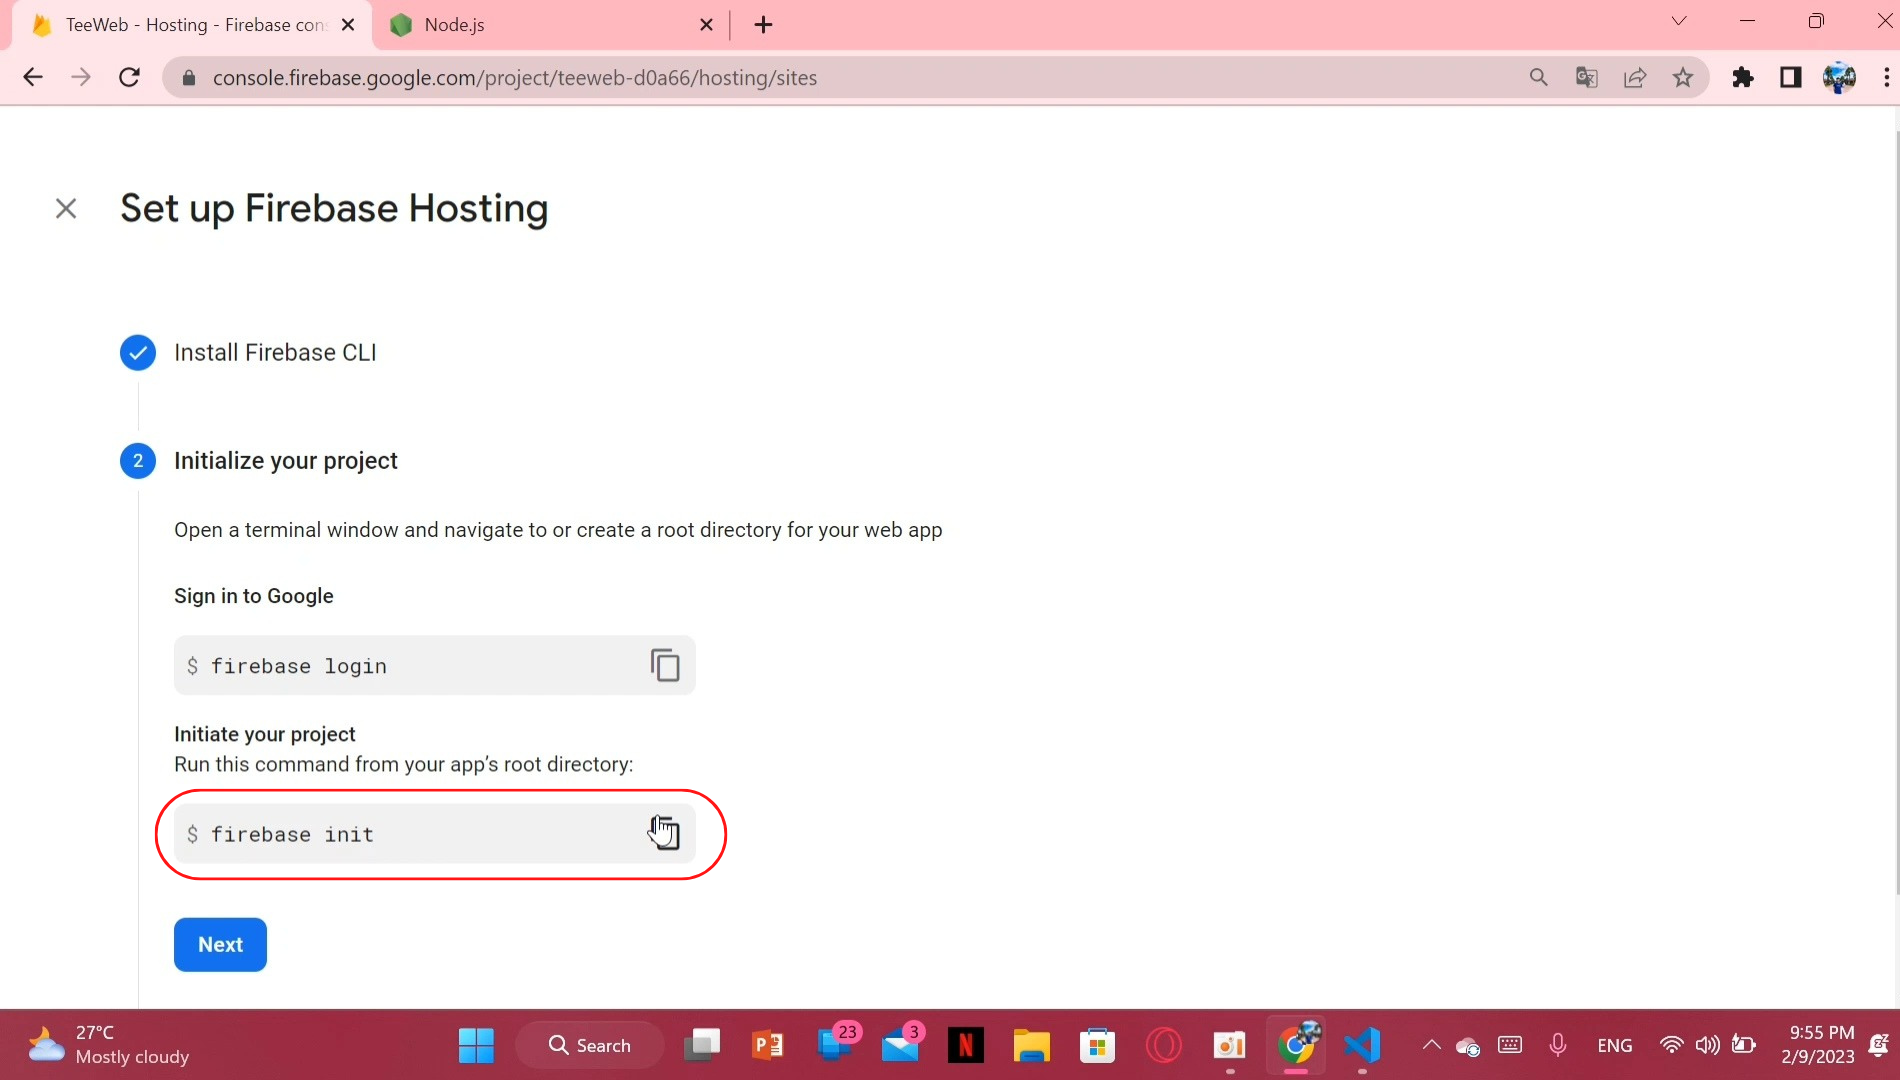 TeeWeb - Hosting - Firebase con
Node.js
console.firebase.google.com/project/teeweb-d0a66/hosting/sites
Set up Firebase Hosting
Install Firebase CLI
2 Initialize your project
Open a terminal window and navigate to or create a root directory for your web app
Sign in to Google
$ firebase login
Initiate your project
Run this command from your app's root directory:
$ firebase init
Next
27°C
Mostly cloudy
Search
23
3
ENG
9:55 PM
2/9/2023